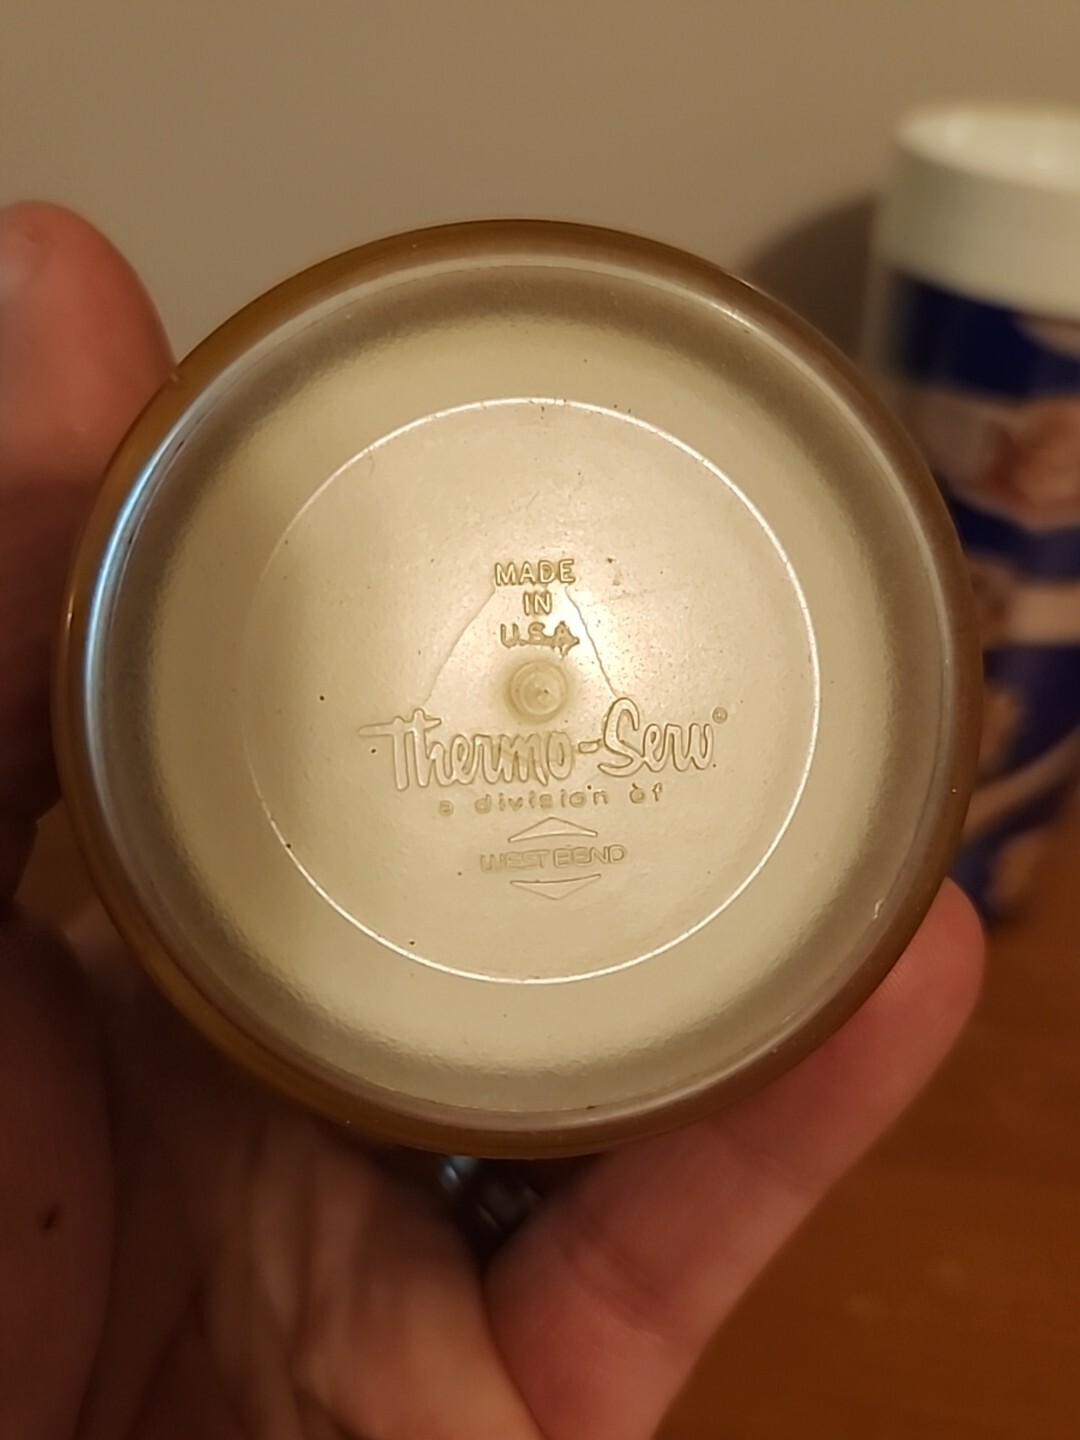 MADE
IN
U.S.A.
Thermo-Serv®
a division of
WEST BEND